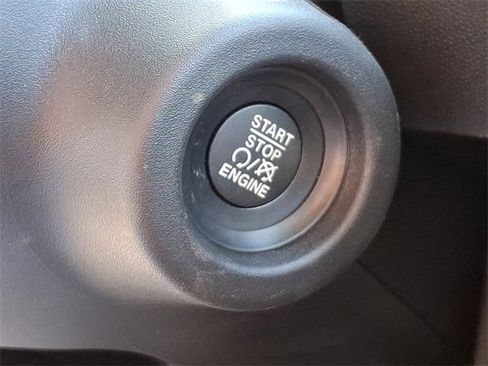 START
STOP
/
ENGINE